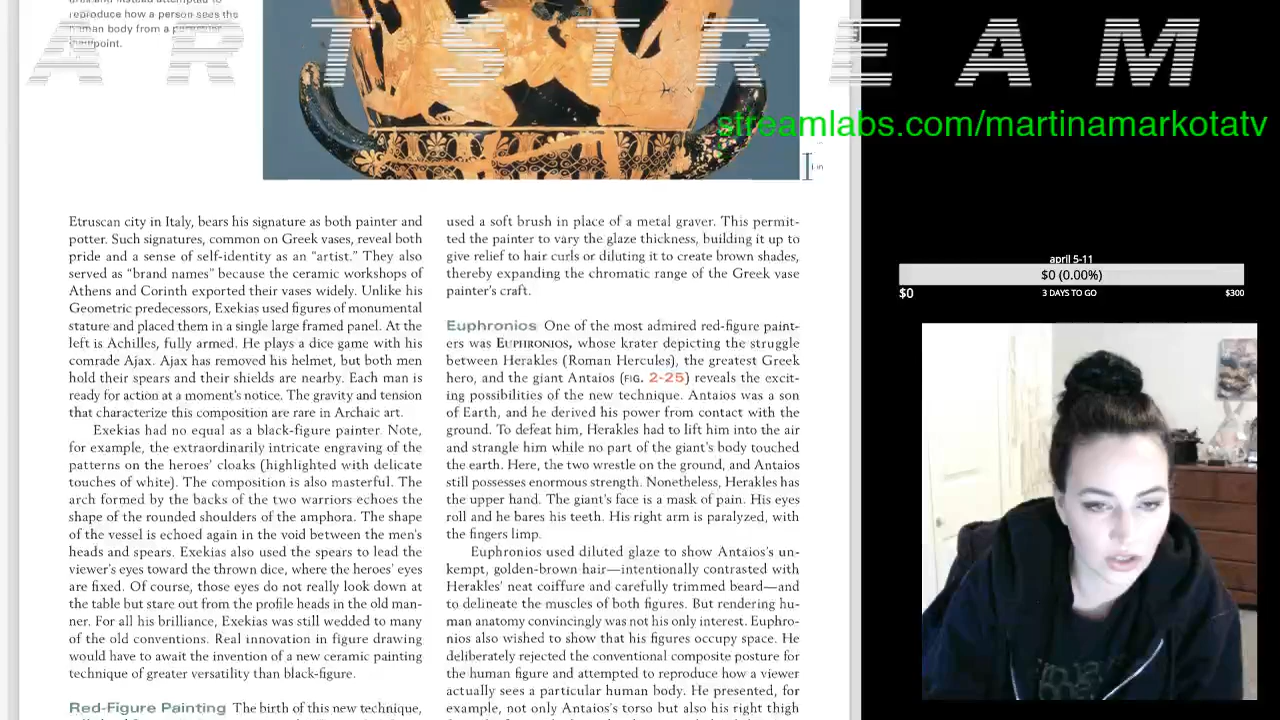 reproduce how a person sees the
human body from a particular
viewpoint.
ARTSTREAM
streamlabs.com/martinamarkotatv
1 in
Etruscan city in Italy, bears his signature as both painter and
potter. Such signatures, common on Greek vases, reveal both
pride and a sense of self-identity as an “artist.” They also
served as “brand names” because the ceramic workshops of
Athens and Corinth exported their vases widely. Unlike his
Geometric predecessors, Exekias used figures of monumental
stature and placed them in a single large framed panel. At the
left is Achilles, fully armed. He plays a dice game with his
comrade Ajax. Ajax has removed his helmet, but both men
hold their spears and their shields are nearby. Each man is
ready for action at a moment’s notice. The gravity and tension
that characterize this composition are rare in Archaic art.
Exekias had no equal as a black-figure painter. Note,
for example, the extraordinarily intricate engraving of the
patterns on the heroes’ cloaks (highlighted with delicate
touches of white). The composition is also masterful. The
arch formed by the backs of the two warriors echoes the
shape of the rounded shoulders of the amphora. The shape
of the vessel is echoed again in the void between the men’s
heads and spears. Exekias also used the spears to lead the
viewer’s eyes toward the thrown dice, where the heroes’ eyes
are fixed. Of course, those eyes do not really look down at
the table but stare out from the profile heads in the old man-
ner. For all his brilliance, Exekias was still wedded to many
of the old conventions. Real innovation in figure drawing
would have to await the invention of a new ceramic painting
technique of greater versatility than black-figure.
Red-Figure Painting The birth of this new technique,
used a soft brush in place of a metal graver. This permit-
ted the painter to vary the glaze thickness, building it up to
give relief to hair curls or diluting it to create brown shades,
thereby expanding the chromatic range of the Greek vase
painter’s craft.
Euphronios One of the most admired red-figure paint-
ers was EUPHRONIOS, whose krater depicting the struggle
between Herakles (Roman Hercules), the greatest Greek
hero, and the giant Antaios (FIG. 2-25) reveals the excit-
ing possibilities of the new technique. Antaios was a son
of Earth, and he derived his power from contact with the
ground. To defeat him, Herakles had to lift him into the air
and strangle him while no part of the giant’s body touched
the earth. Here, the two wrestle on the ground, and Antaios
still possesses enormous strength. Nonetheless, Herakles has
the upper hand. The giant’s face is a mask of pain. His eyes
roll and he bares his teeth. His right arm is paralyzed, with
the fingers limp.
Euphronios used diluted glaze to show Antaios’s un-
kempt, golden-brown hair—intentionally contrasted with
Herakles’ neat coiffure and carefully trimmed beard—and
to delineate the muscles of both figures. But rendering hu-
man anatomy convincingly was not his only interest. Euphro-
nios also wished to show that his figures occupy space. He
deliberately rejected the conventional composite posture for
the human figure and attempted to reproduce how a viewer
actually sees a particular human body. He presented, for
example, not only Antaios’s torso but also his right thigh
april 5-11
$0 (0.00%)
$0
3 DAYS TO GO
$300